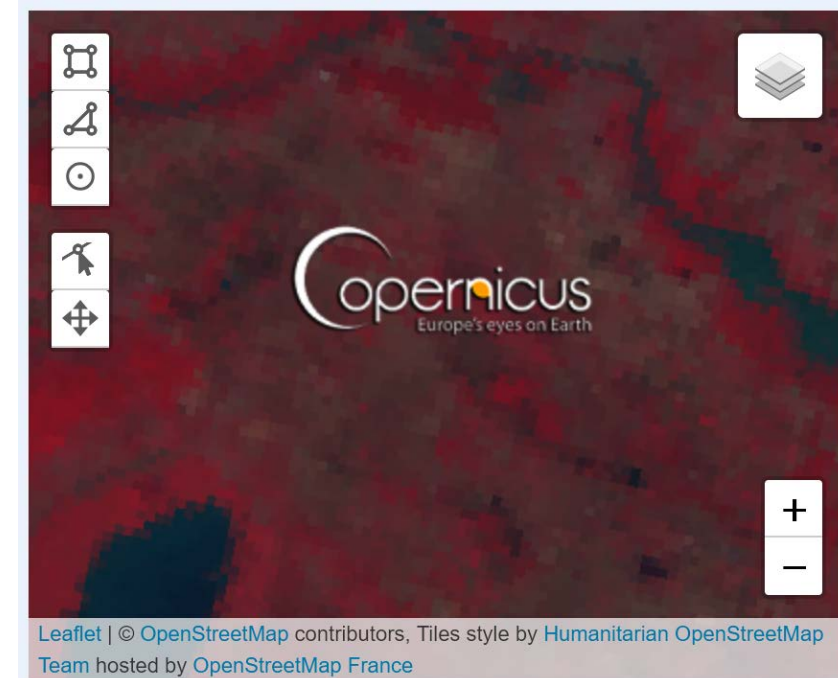 Copernicus
Europe's eyes on Earth
+
−
Leaflet | © OpenStreetMap contributors, Tiles style by Humanitarian OpenStreetMap
Team hosted by OpenStreetMap France